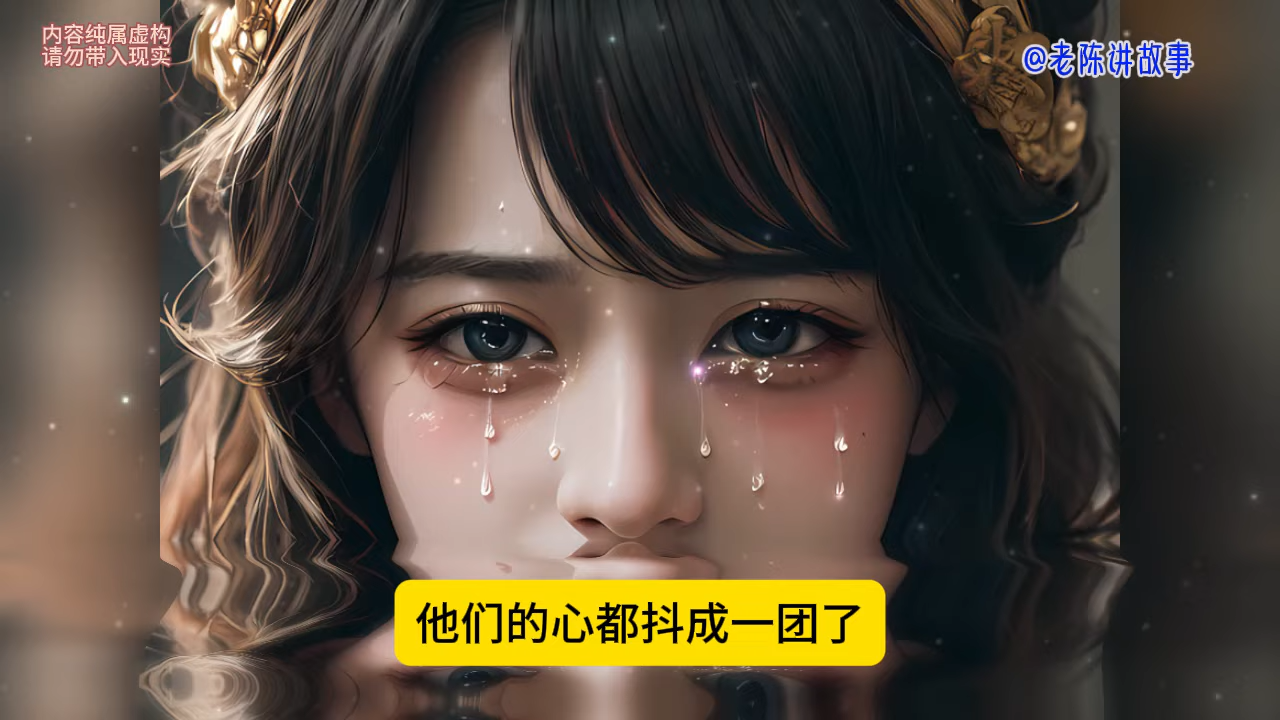 内容纯属虚构
请勿带入现实
@老陈讲故事
他们的心都抖成一团了